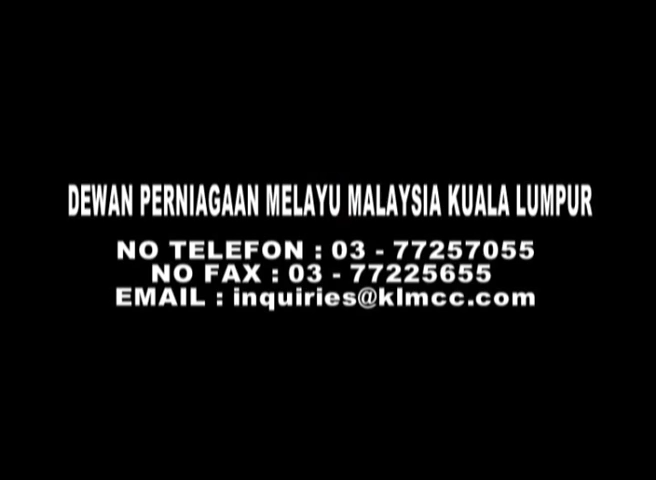 DEWAN PERNIAGAAN MELAYU MALAYSIA KUALA LUMPUR
NO TELEFON : 03 - 77257055
NO FAX : 03 - 77225655
EMAIL : inquiries@klmcc.com